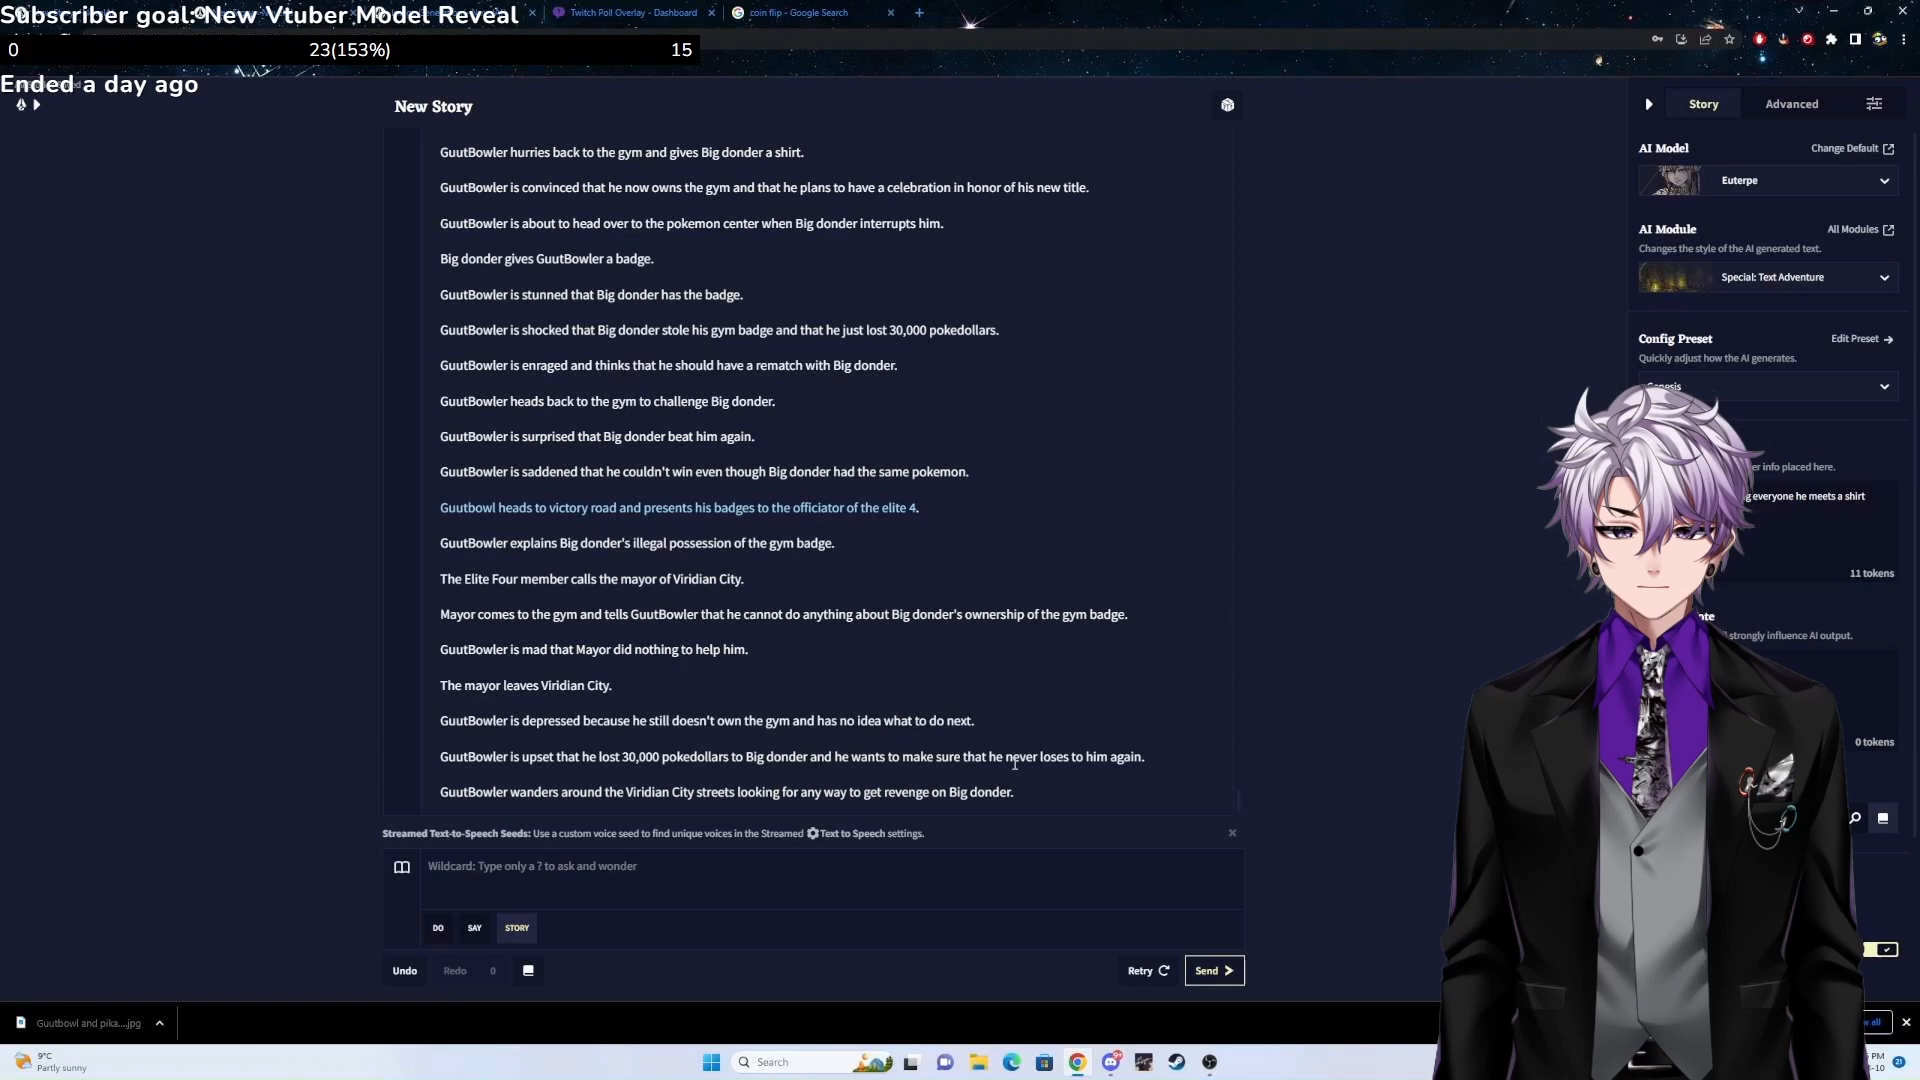 Subscriber goal: New Vtuber Model Reveal
Twitch Poll Overlay - Dashboard
coin flip - Google Search
0 23(153%) 15
Ended a day ago
New Story
Story Advanced
GuutBowler hurries back to the gym and gives Big donder a shirt.
GuutBowler is convinced that he now owns the gym and that he plans to have a celebration in honor of his new title.
GuutBowler is about to head over to the pokemon center when Big donder interrupts him.
Big donder gives GuutBowler a badge.
GuutBowler is stunned that Big donder has the badge.
GuutBowler is shocked that Big donder stole his gym badge and that he just lost 30,000 pokedollars.
GuutBowler is enraged and thinks that he should have a rematch with Big donder.
GuutBowler heads back to the gym to challenge Big donder.
GuutBowler is surprised that Big donder beat him again.
GuutBowler is saddened that he couldn't win even though Big donder had the same pokemon.
Guutbowl heads to victory road and presents his badges to the officiator of the elite 4.
GuutBowler explains Big donder's illegal possession of the gym badge.
The Elite Four member calls the mayor of Viridian City.
Mayor comes to the gym and tells GuutBowler that he cannot do anything about Big donder's ownership of the gym badge.
GuutBowler is mad that Mayor did nothing to help him.
The mayor leaves Viridian City.
GuutBowler is depressed because he still doesn't own the gym and has no idea what to do next.
GuutBowler is upset that he lost 30,000 pokedollars to Big donder and he wants to make sure that he never loses to him again.
GuutBowler wanders around the Viridian City streets looking for any way to get revenge on Big donder.
Streamed Text-to-Speech Seeds: Use a custom voice seed to find unique voices in the Streamed Text to Speech settings.
Wildcard: Type only a ? to ask and wonder
DO SAY STORY
Undo Redo 0
Retry Send
AI Model Change Default
Euterpe
AI Module All Modules
Changes the style of the AI generated text.
Special: Text Adventure
Config Preset Edit Preset
Quickly adjust how the AI generates.
Genesis
er info placed here.
g everyone he meets a shirt
11 tokens
ote
strongly influence AI output.
0 tokens
Guutbowl and pika....jpg
all
9°C
Partly sunny
Search
9+
PM
-10
21